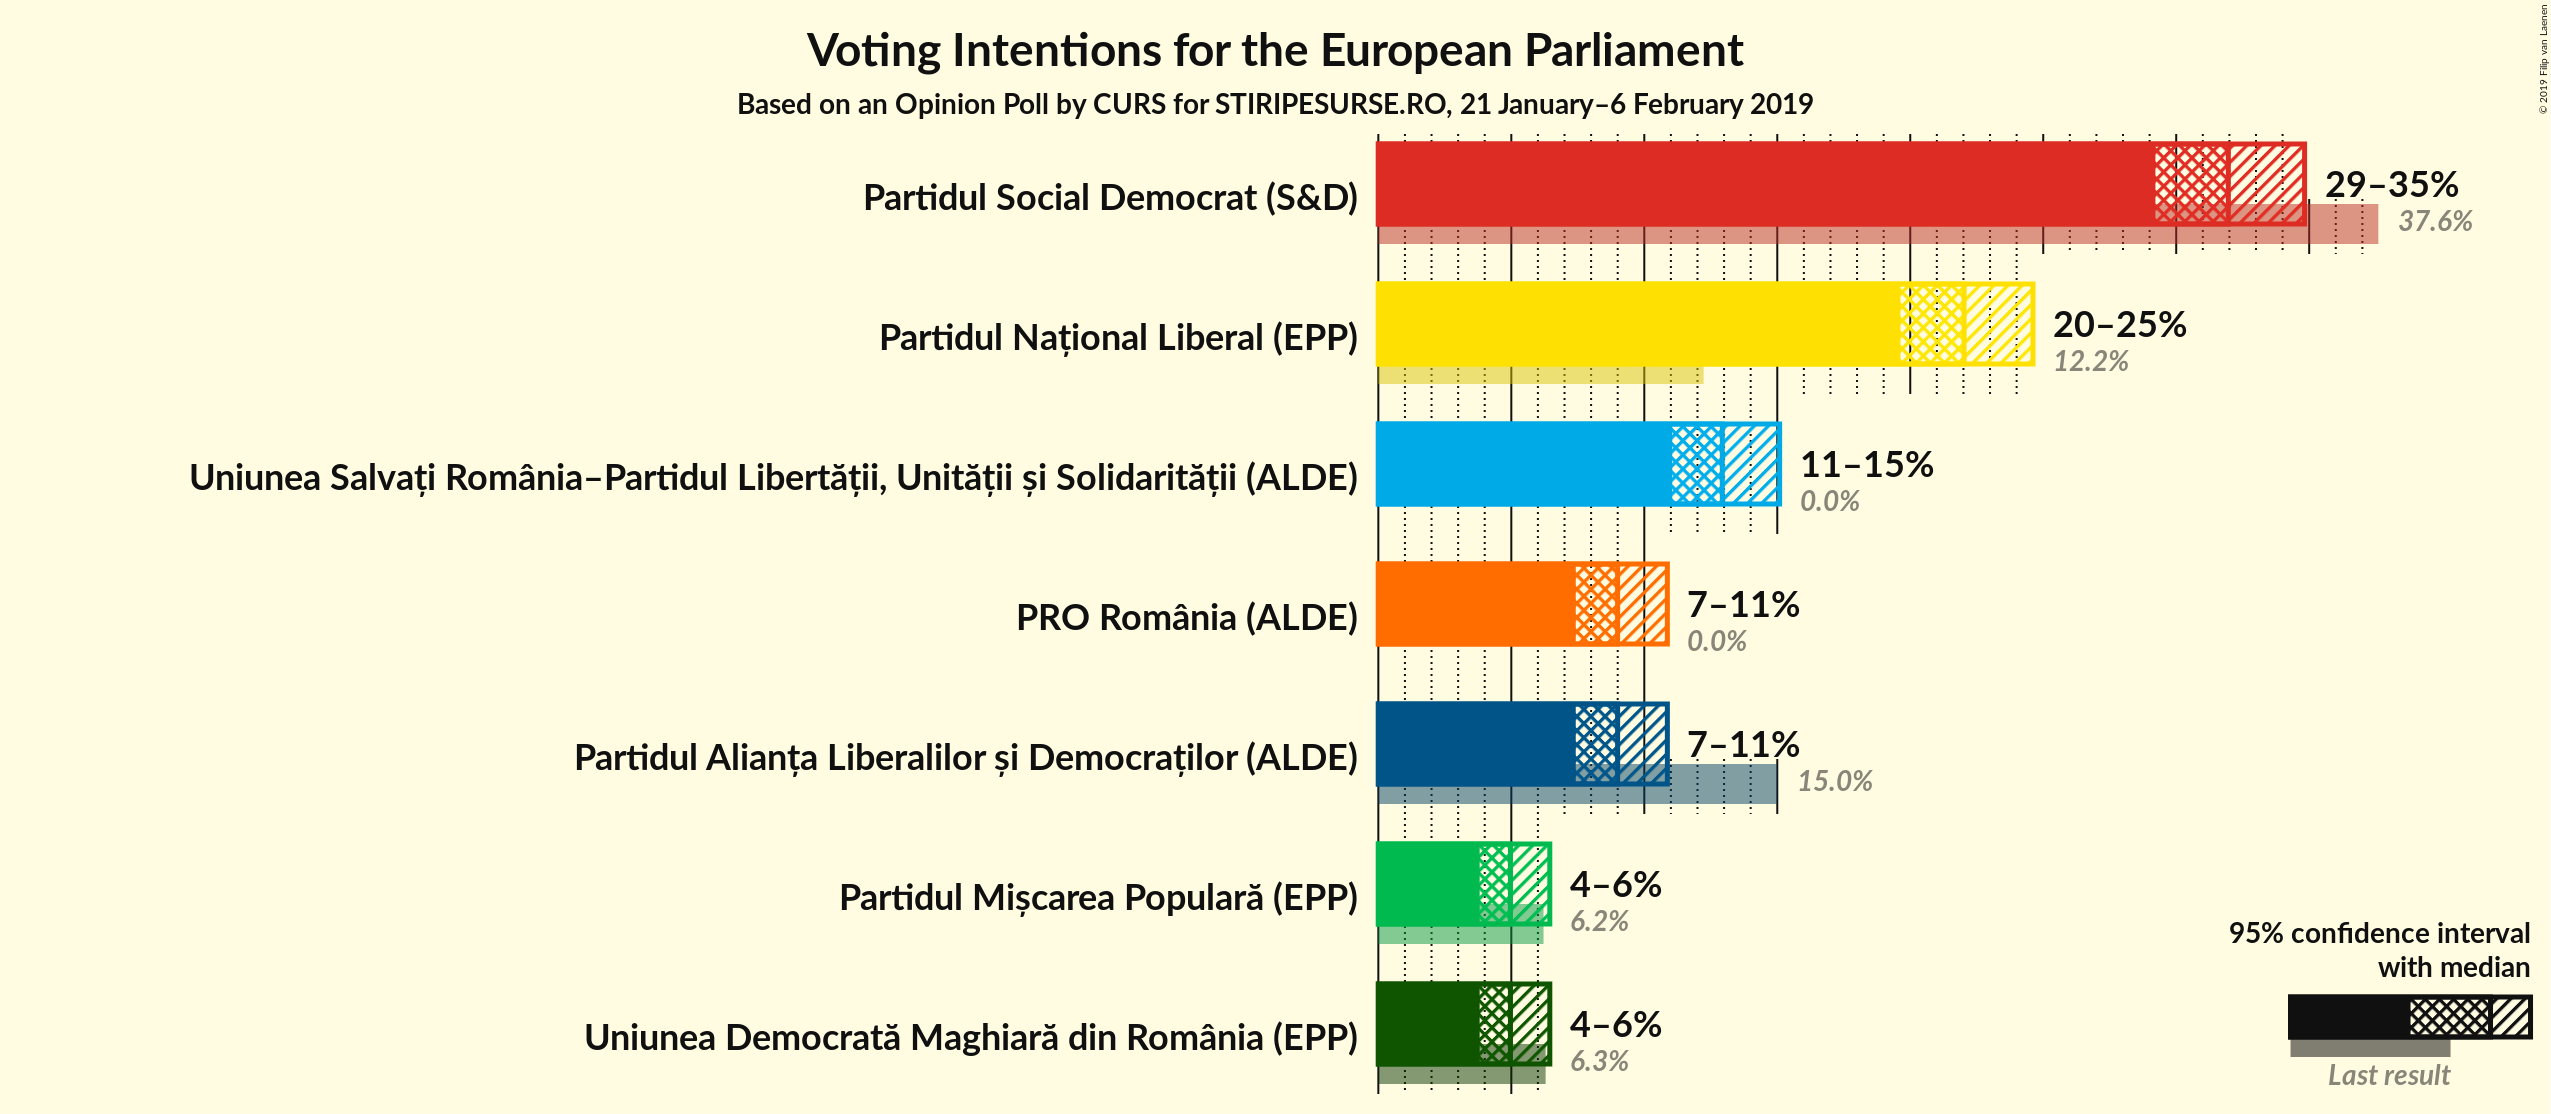 Voting Intentions for the European Parliament
Based on an Opinion Poll by CURS for STIRIPESURSE.RO, 21 January–6 February 2019
© 2019 Filip van Laenen
Partidul Social Democrat (S&D)
29–35%
37.6%
Partidul Național Liberal (EPP)
20–25%
12.2%
Uniunea Salvați România–Partidul Libertății, Unității și Solidarității (ALDE)
11–15%
0.0%
PRO România (ALDE)
7–11%
0.0%
Partidul Alianța Liberalilor și Democraților (ALDE)
7–11%
15.0%
Partidul Mișcarea Populară (EPP)
4–6%
6.2%
Uniunea Democrată Maghiară din România (EPP)
4–6%
6.3%
95% confidence interval
with median
Last result